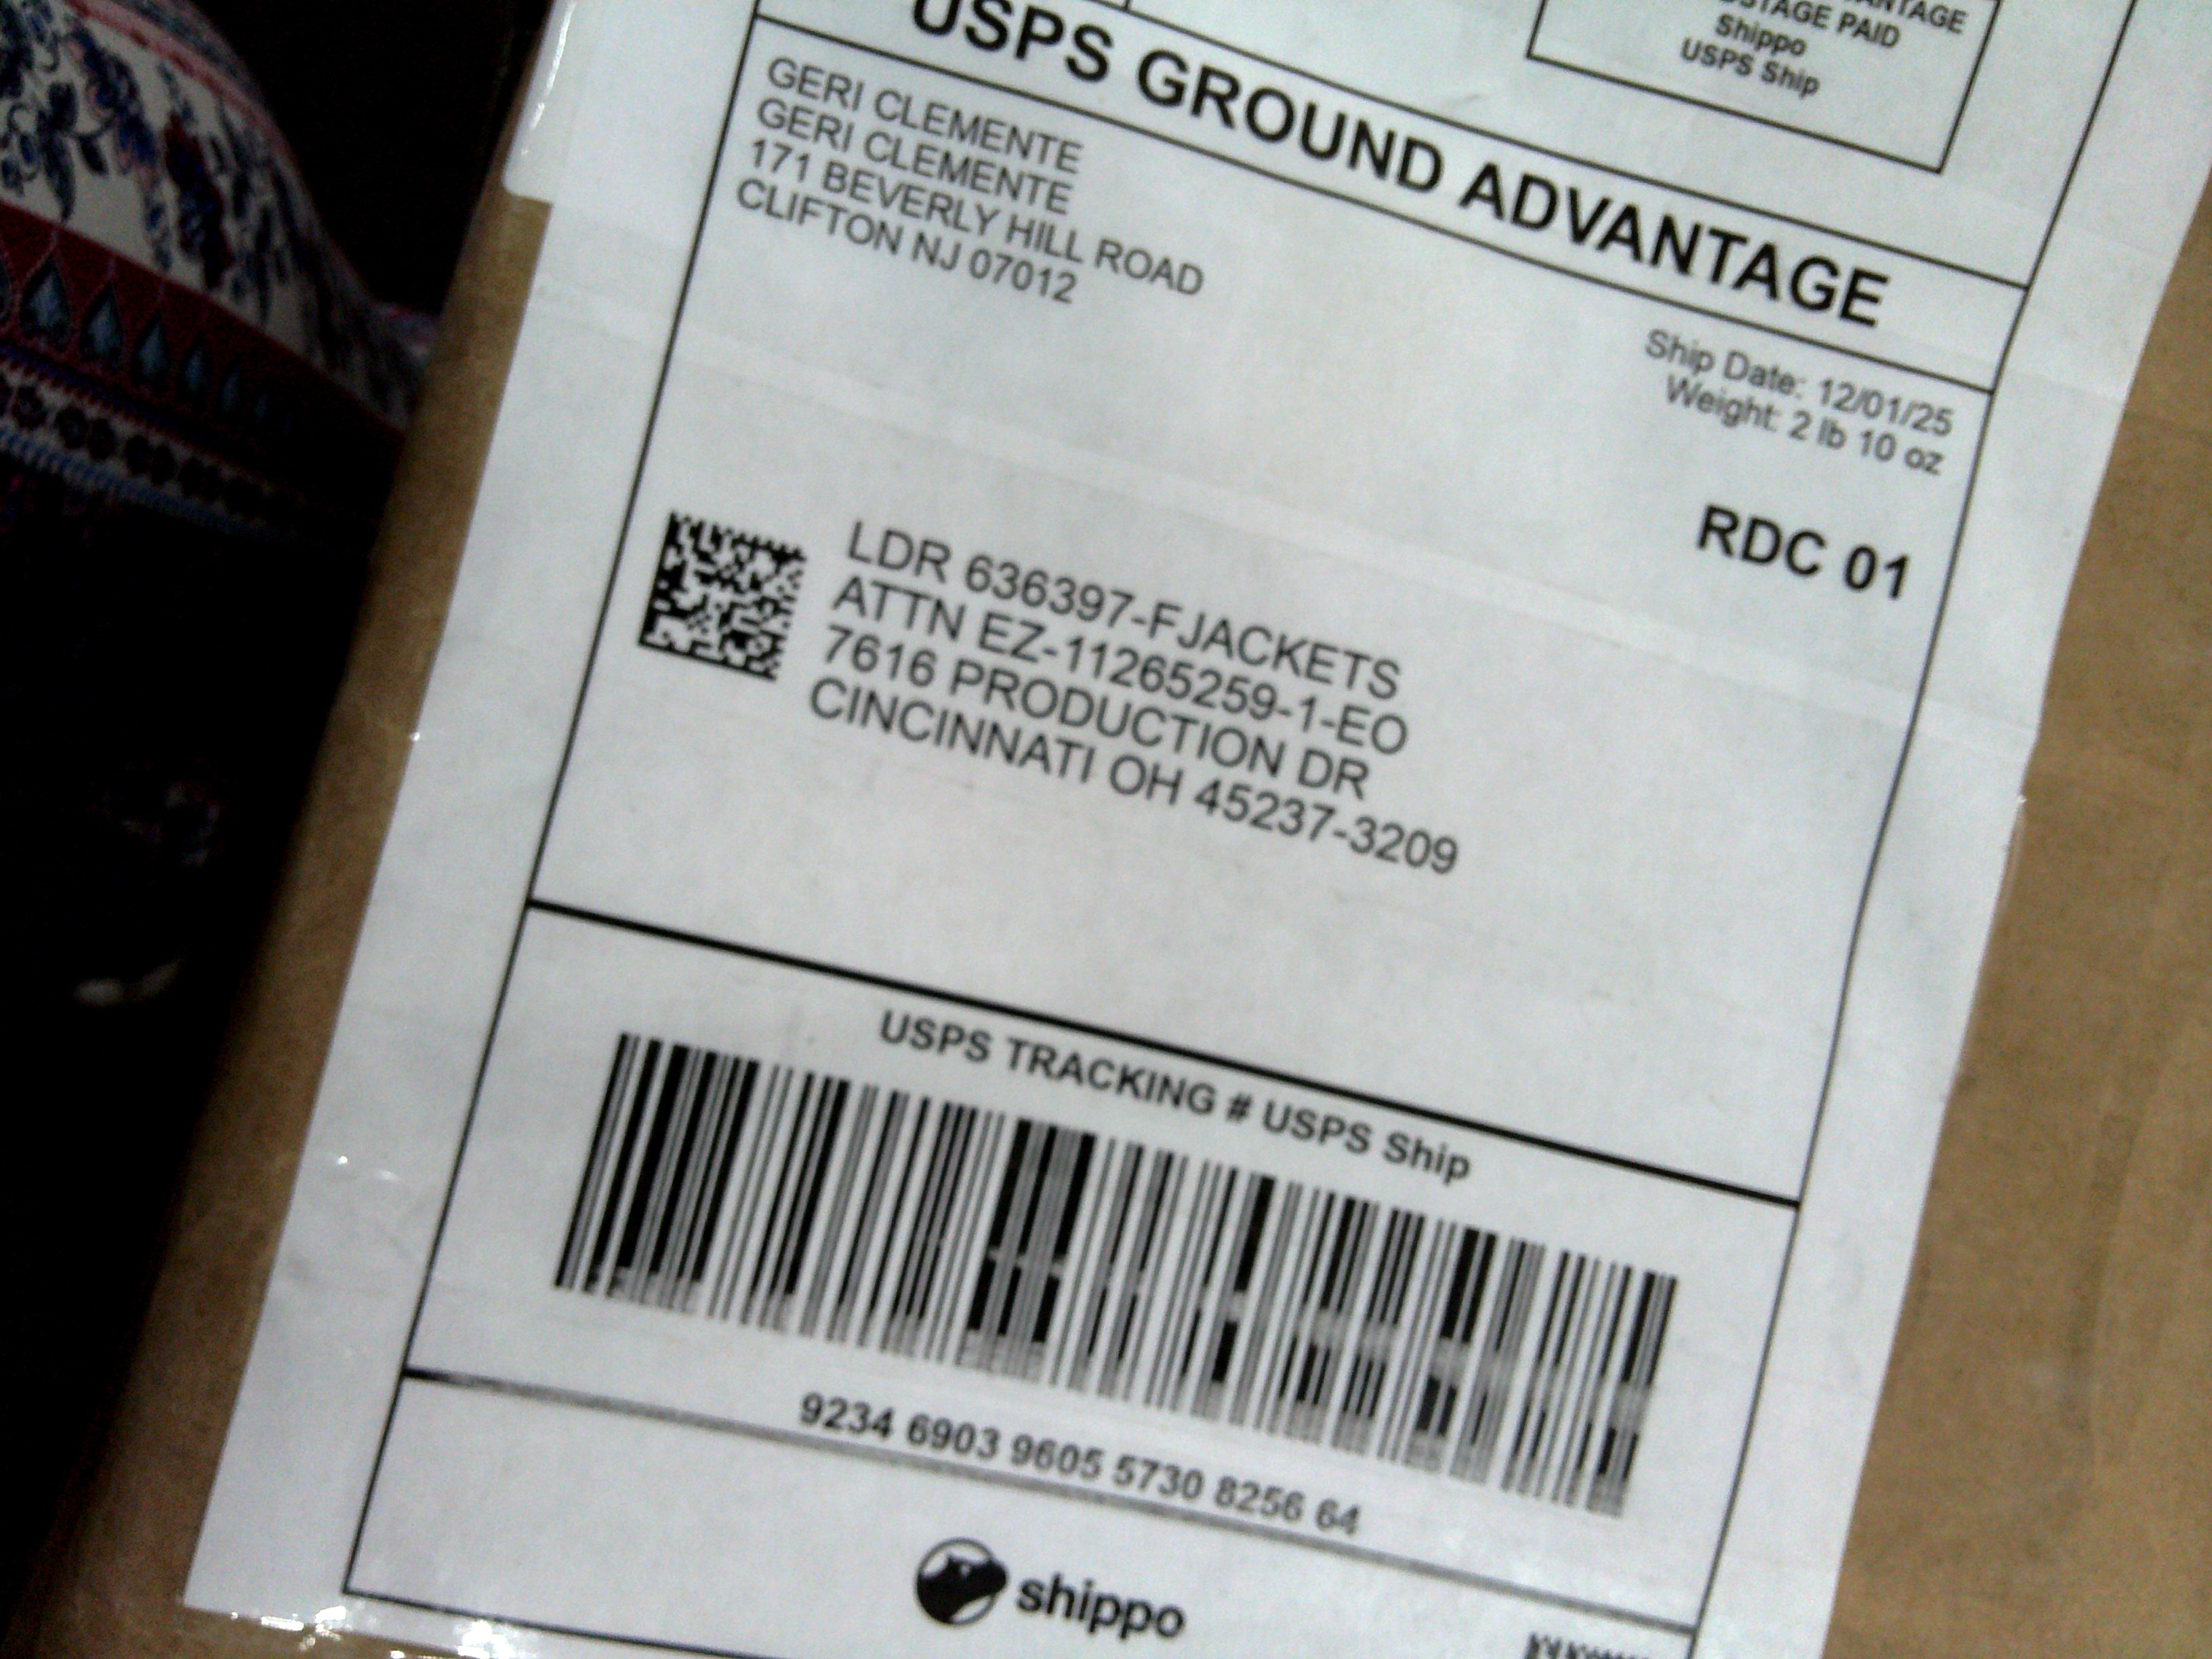 STAGE PAID
Shippo
USPS Ship
USPS GROUND ADVANTAGE
GERI CLEMENTE
GERI CLEMENTE
171 BEVERLY HILL ROAD
CLIFTON NJ 07012
Ship Date: 12/01/25
Weight: 2 lb 10 oz
RDC 01
LDR 636397-FJACKETS
ATTN EZ-11265259-1-EO
7616 PRODUCTION DR
CINCINNATI OH 45237-3209
USPS TRACKING # USPS Ship
9234 6903 9605 5730 8256 64
shippo